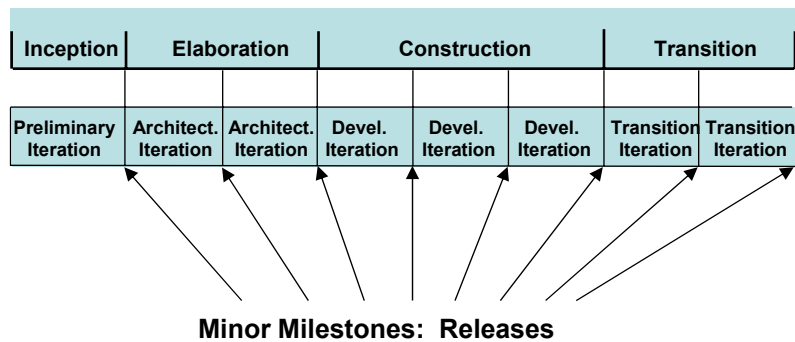 Inception Elaboration Construction Transition
Preliminary Architect. Architect. Devel. Devel. Devel. Transition Transition
Iteration Iteration Iteration Iteration Iteration Iteration Iteration Iteration
Minor Milestones: Releases